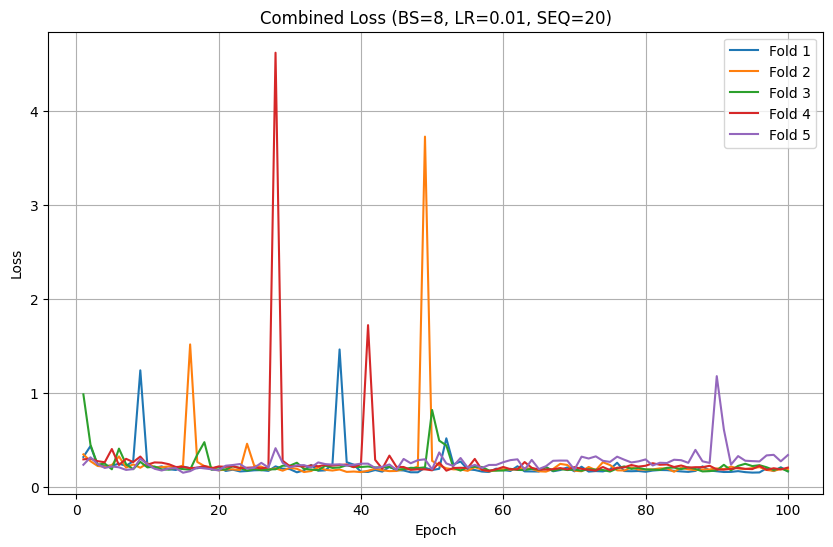 Combined Loss (BS=8, LR=0.01, SEQ=20)
Fold 1
Fold 2
Fold 3
Fold 4
Fold 5
Loss
4
3
2
1
0
0 20 40 60 80 100
Epoch